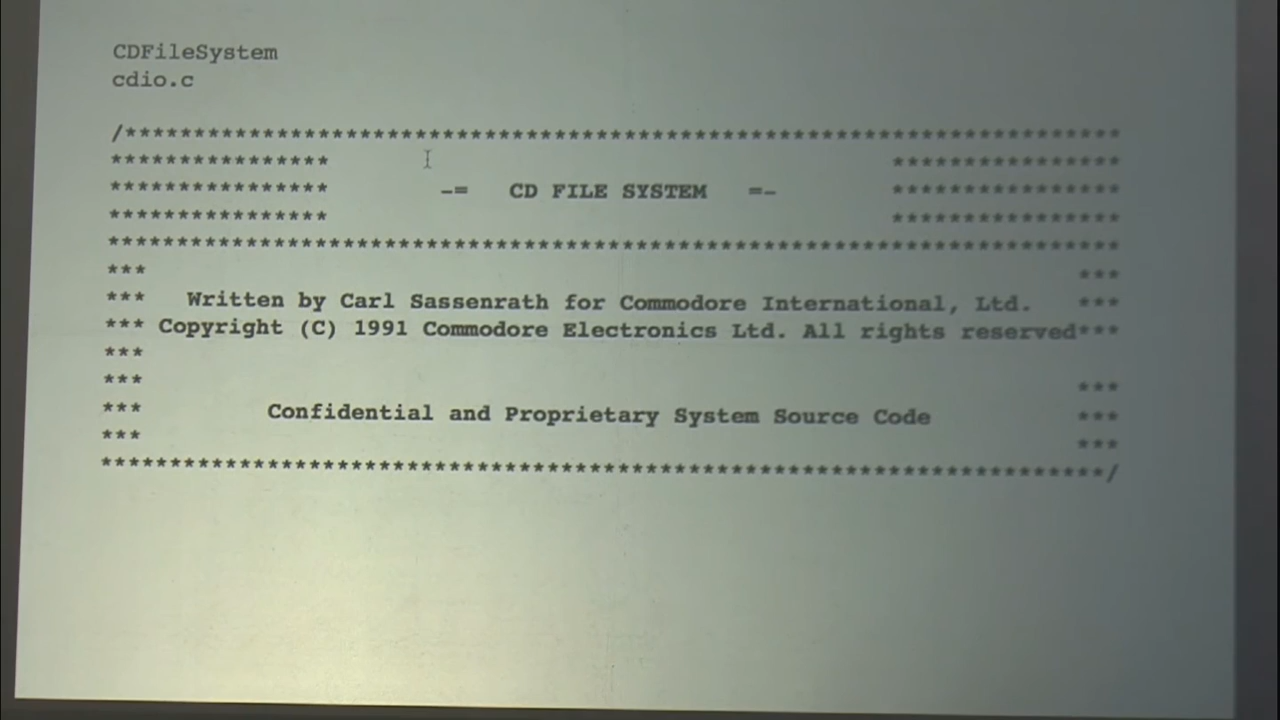 CDFileSystem
cdio.c
/************************************************************************
**************** ****************
**************** -= CD FILE SYSTEM =- ****************
**************** ****************
*************************************************************************
*** ***
*** Written by Carl Sassenrath for Commodore International, Ltd. ***
*** Copyright (C) 1991 Commodore Electronics Ltd. All rights reserved***
***
*** ***
*** Confidential and Proprietary System Source Code ***
*** ***
*************************************************************************/